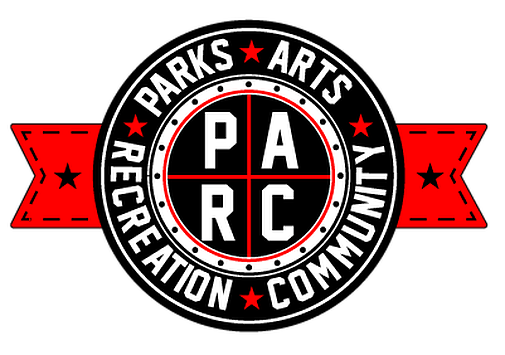 PARKS ★ ARTS
★ RECREATION ★ COMMUNITY ★
P A
R C